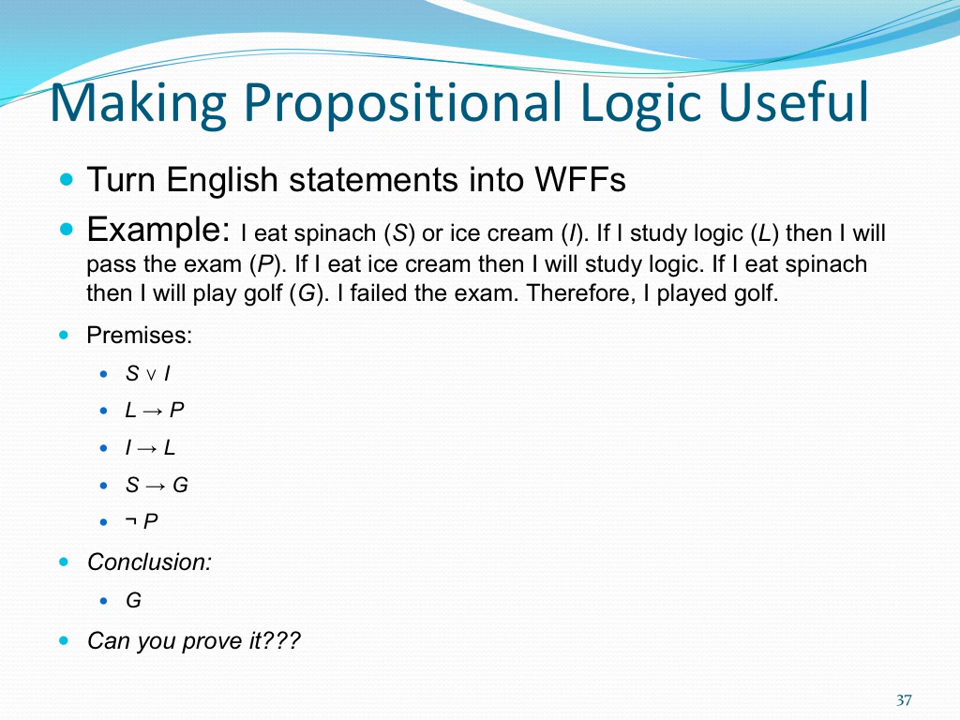 Making Propositional Logic Useful
• Turn English statements into WFFs
• Example: I eat spinach (S) or ice cream (I). If I study logic (L) then I will
pass the exam (P). If I eat ice cream then I will study logic. If I eat spinach
then I will play golf (G). I failed the exam. Therefore, I played golf.
• Premises:
• S ∨ I
• L → P
• I → L
• S → G
• ¬ P
• Conclusion:
• G
• Can you prove it???
37